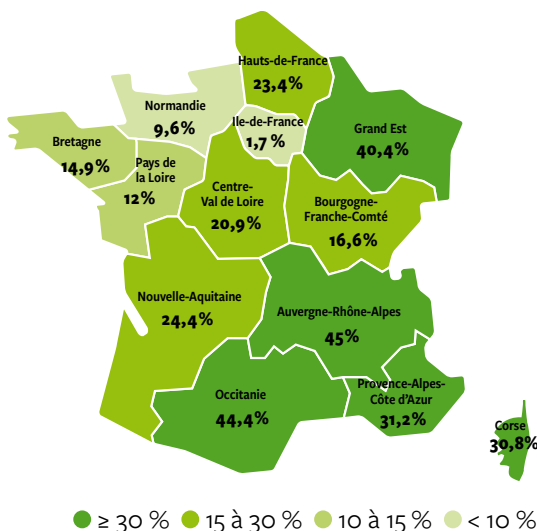 Hauts-de-France
23,4%
Normandie
9,6%
Ile-de-France
1,7 %
Grand Est
40,4%
Bretagne
14,9%
Pays de
la Loire
12%
Centre-
Val de Loire
20,9%
Bourgogne-
Franche-Comté
16,6%
Nouvelle-Aquitaine
24,4%
Auvergne-Rhône-Alpes
45%
Occitanie
44,4%
Provence-Alpes-
Côte d'Azur
31,2%
Corse
30,8%
≥ 30 % 15 à 30 % 10 à 15 % < 10 %